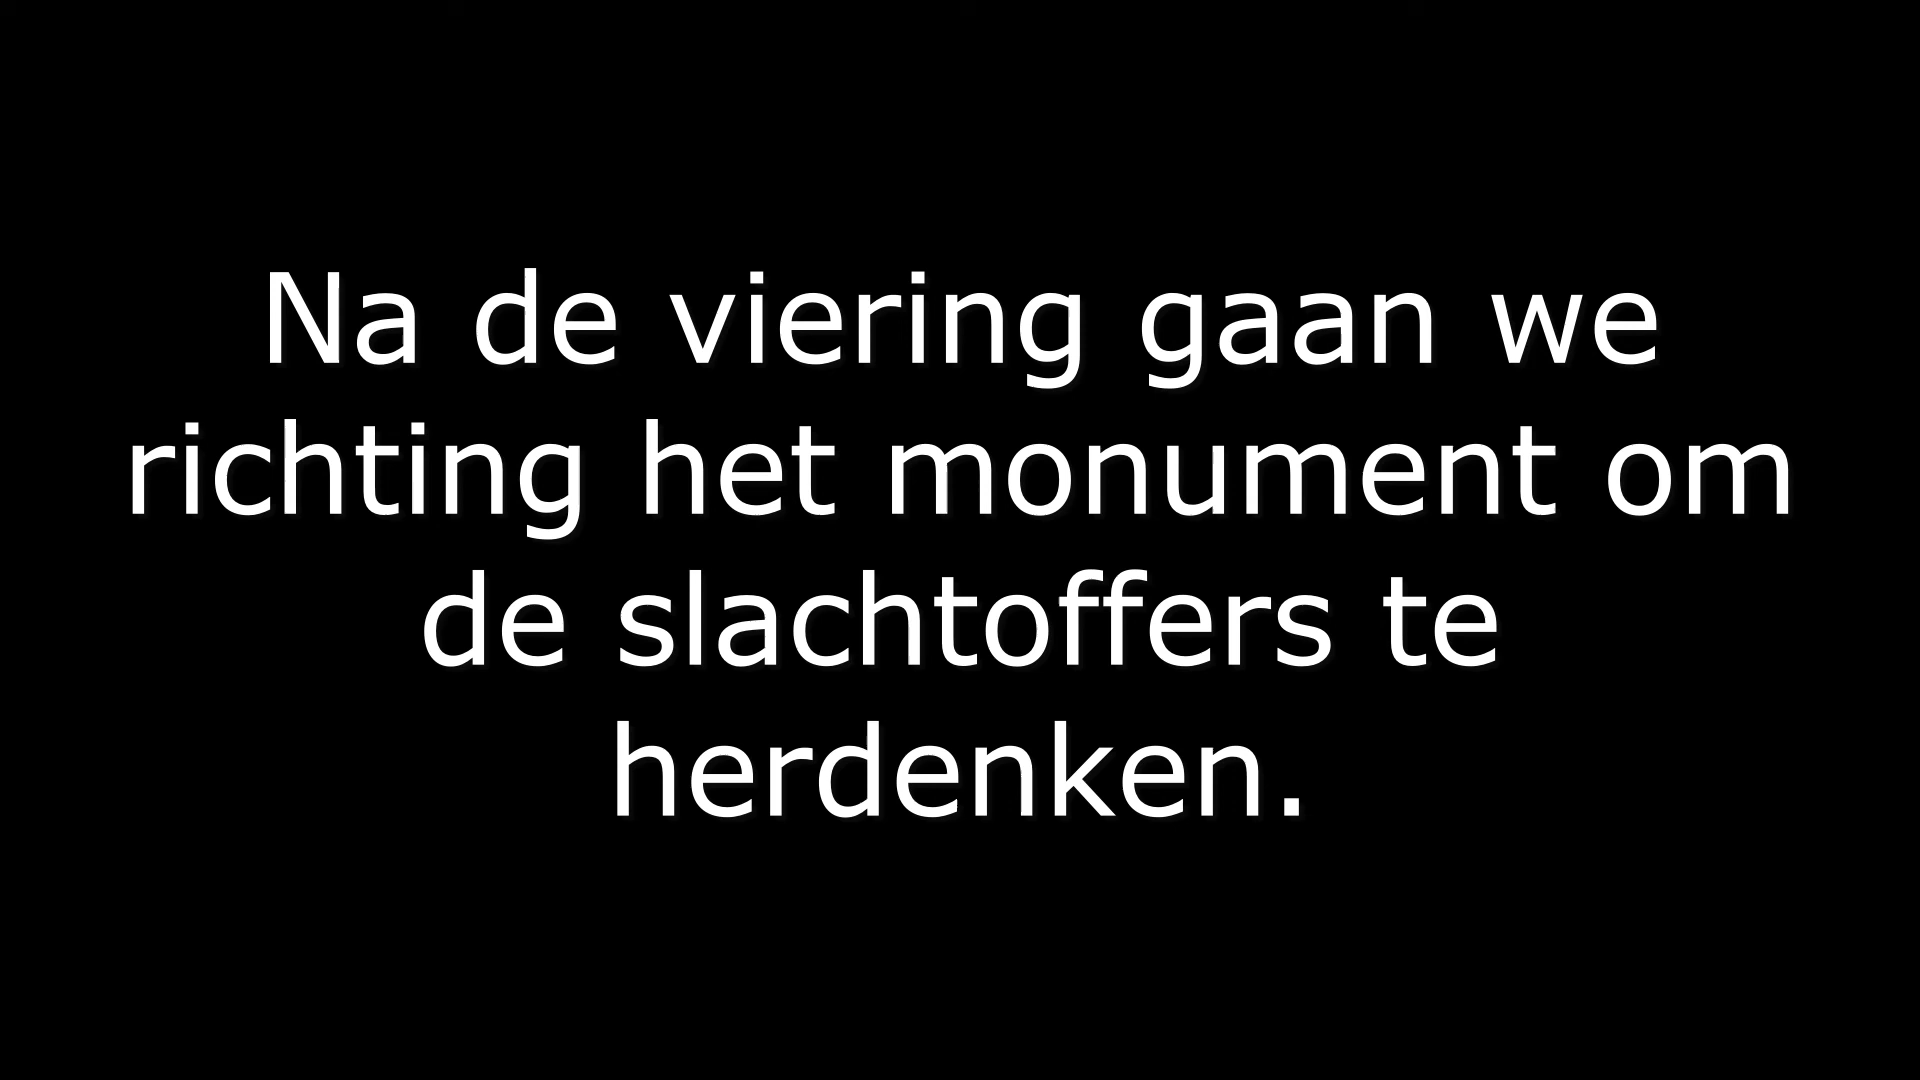 Na de viering gaan we
richting het monument om
de slachtoffers te
herdenken.